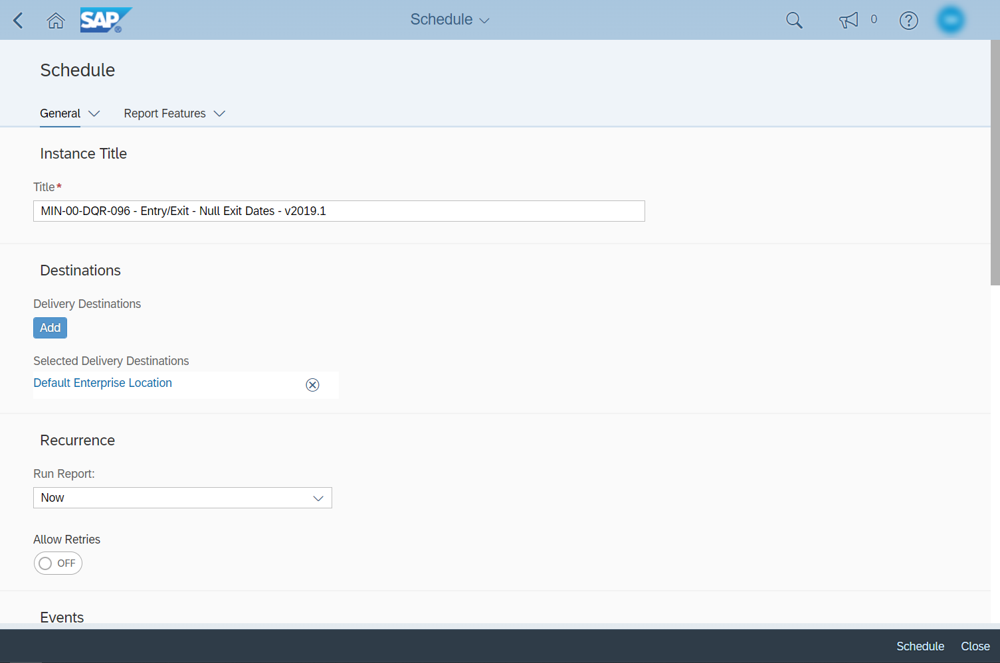 SAP®
Schedule
0
Schedule
General
Report Features
Instance Title
Title*
MIN-00-DQR-096 - Entry/Exit - Null Exit Dates - v2019.1
Destinations
Delivery Destinations
Add
Selected Delivery Destinations
Default Enterprise Location
Recurrence
Run Report:
Now
Allow Retries
OFF
Events
Schedule Close